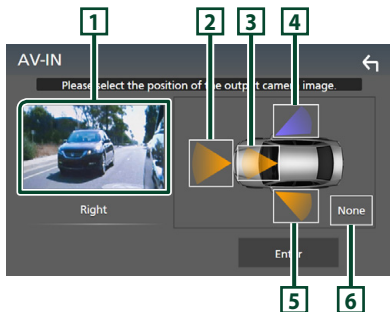 1 2 3 4
AV-IN
Please select the position of the output camera image.
Right
None
Enter
5 6